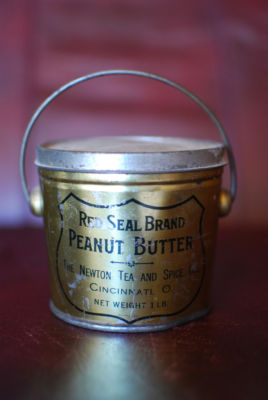 RED SEAL BRAND
PEANUT BUTTER
THE NEWTON TEA AND SPICE CO.
CINCINNATI, O.
NET WEIGHT 1 LB.